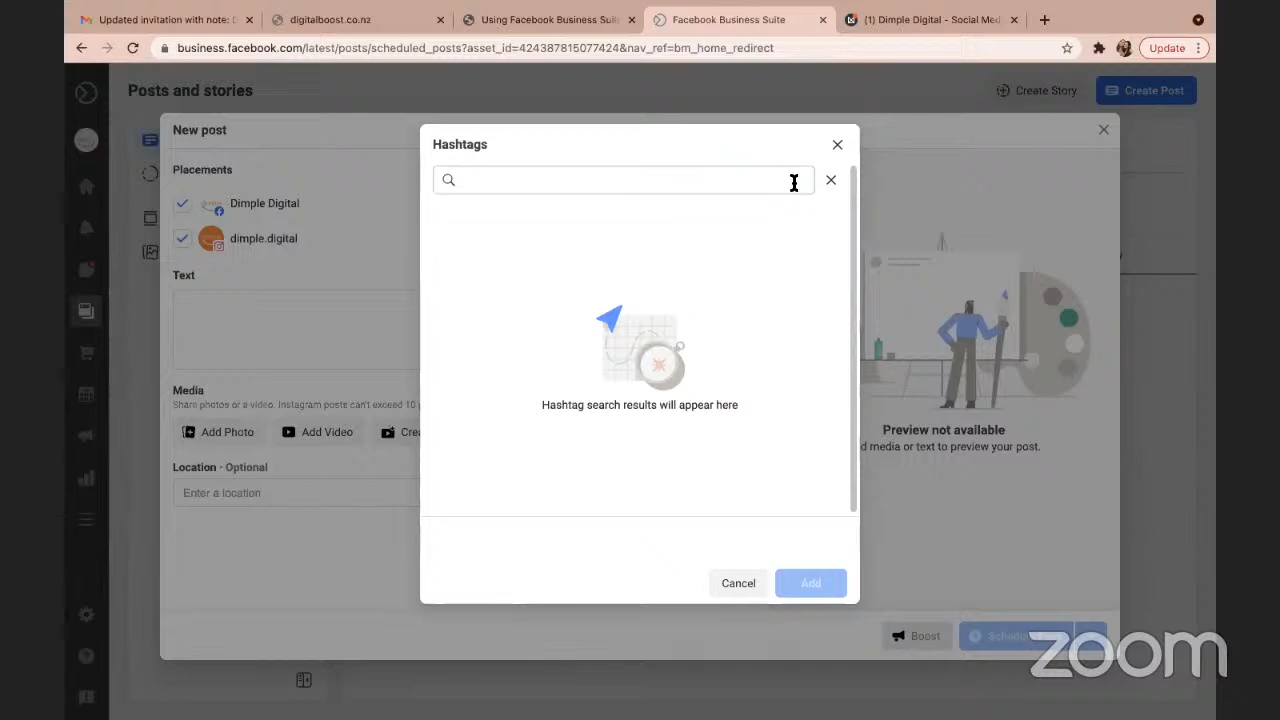 Updated invitation with note: D
digitalboost.co.nz
Using Facebook Business Suite
Facebook Business Suite
(1) Dimple Digital - Social Med
business.facebook.com/latest/posts/scheduled_posts?asset_id=424387815077424&nav_ref=bm_home_redirect
Update
Posts and stories
Create Story
Create Post
New post
Placements
Dimple Digital
dimple.digital
Text
Media
Share photos or a video. Instagram posts can't exceed 10 p
Add Photo
Add Video
Crea
Location · Optional
Enter a location
Hashtags
Hashtag search results will appear here
Cancel
Add
Preview not available
d media or text to preview your post.
Boost
zoom